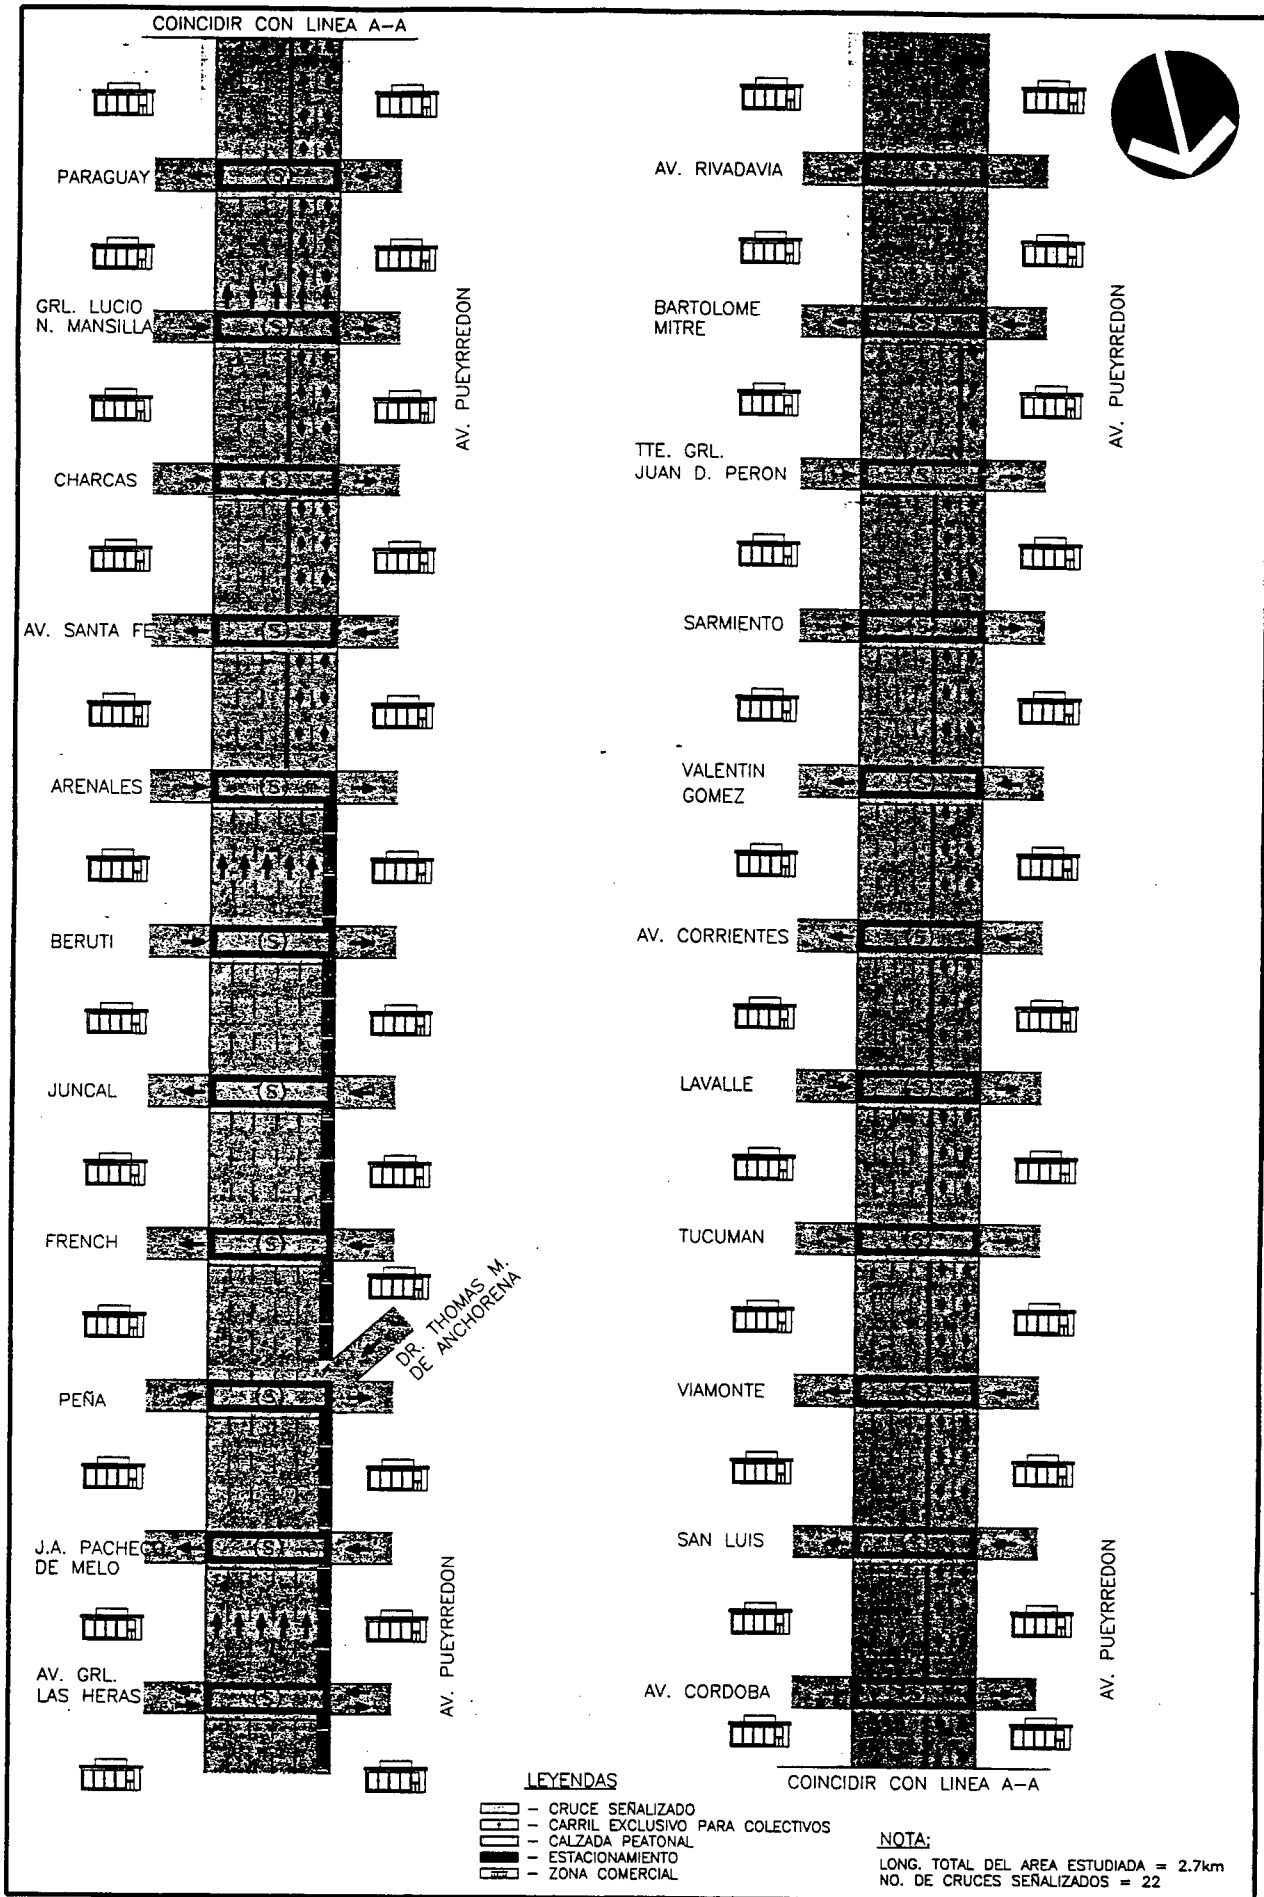 COINCIDIR CON LINEA A-A
PARAGUAY
(S)
GRL. LUCIO
N. MANSILLA
(S)
AV. PUEYRREDON
CHARCAS
(S)
AV. SANTA FE
(S)
ARENALES
(S)
BERUTI
(S)
JUNCAL
(S)
FRENCH
(S)
DR. THOMAS M.
DE ANCHORENA
PEÑA
(S)
J.A. PACHECO
DE MELO
(S)
AV. PUEYRREDON
AV. GRL.
LAS HERAS
(S)
AV. RIVADAVIA
(S)
BARTOLOME
MITRE
(S)
AV. PUEYRREDON
TTE. GRL.
JUAN D. PERON
(S)
SARMIENTO
(S)
VALENTIN
GOMEZ
(S)
AV. CORRIENTES
(S)
LAVALLE
(S)
TUCUMAN
(S)
VIAMONTE
(S)
SAN LUIS
(S)
AV. PUEYRREDON
AV. CORDOBA
(S)
COINCIDIR CON LINEA A-A
LEYENDAS
- CRUCE SEÑALIZADO
- CARRIL EXCLUSIVO PARA COLECTIVOS
- CALZADA PEATONAL
- ESTACIONAMIENTO
- ZONA COMERCIAL
NOTA:
LONG. TOTAL DEL AREA ESTUDIADA = 2.7km
NO. DE CRUCES SEÑALIZADOS = 22